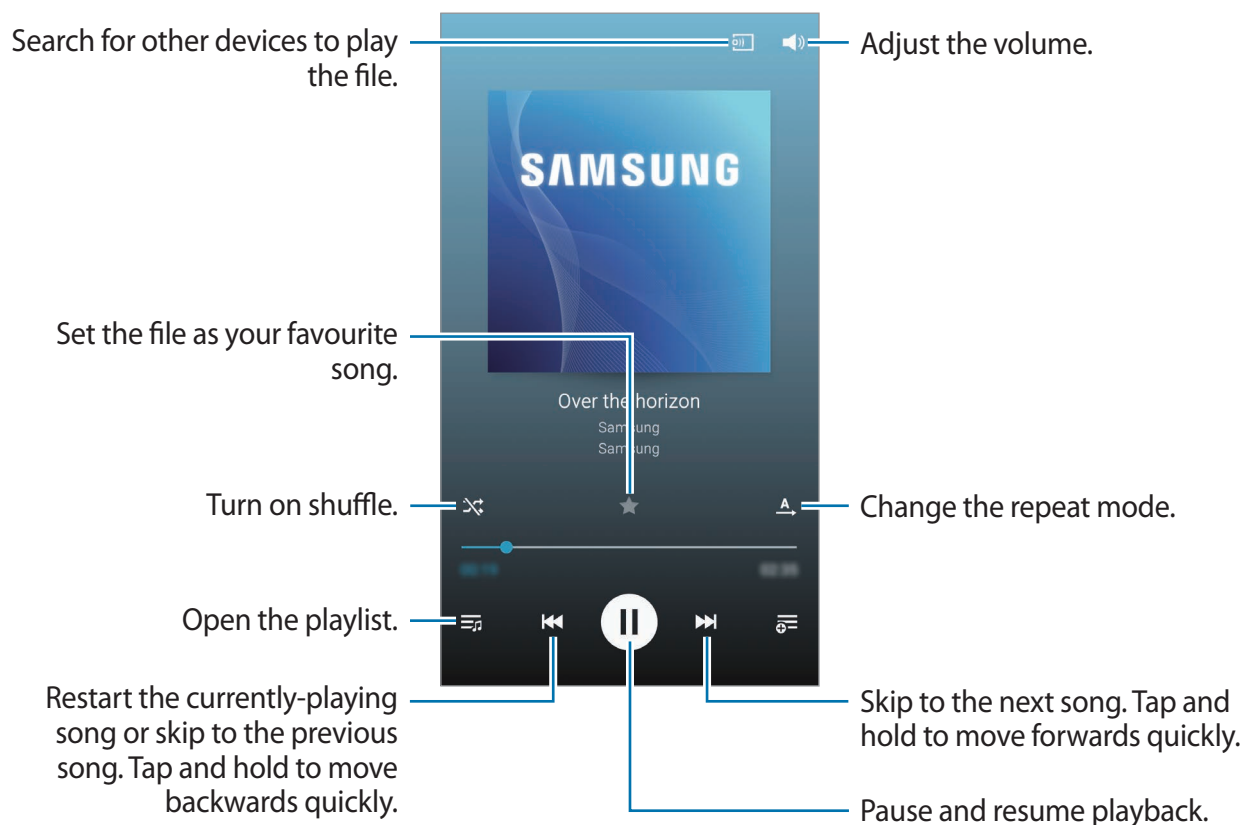 Search for other devices to play
the file.
Adjust the volume.
SAMSUNG
Set the file as your favourite
song.
Over the horizon
Samsung
Samsung
Turn on shuffle.
A
Change the repeat mode.
Open the playlist.
Restart the currently-playing
song or skip to the previous
song. Tap and hold to move
backwards quickly.
Skip to the next song. Tap and
hold to move forwards quickly.
Pause and resume playback.